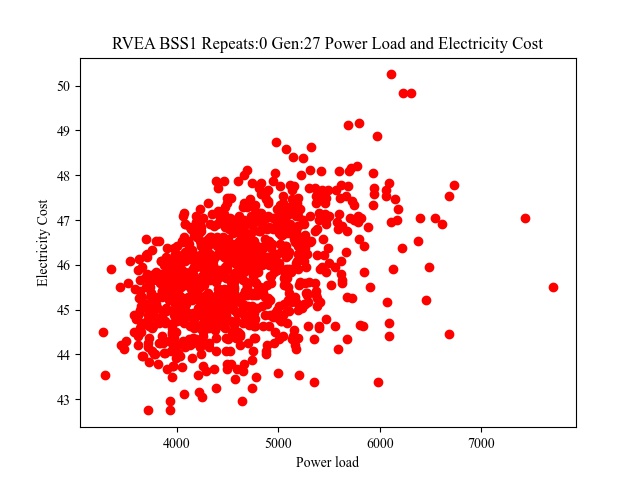 RVEA BSS1 Repeats:0 Gen:27 Power Load and Electricity Cost
50
49
48
47
46
45
44
43
Electricity Cost
4000 5000 6000 7000
Power load